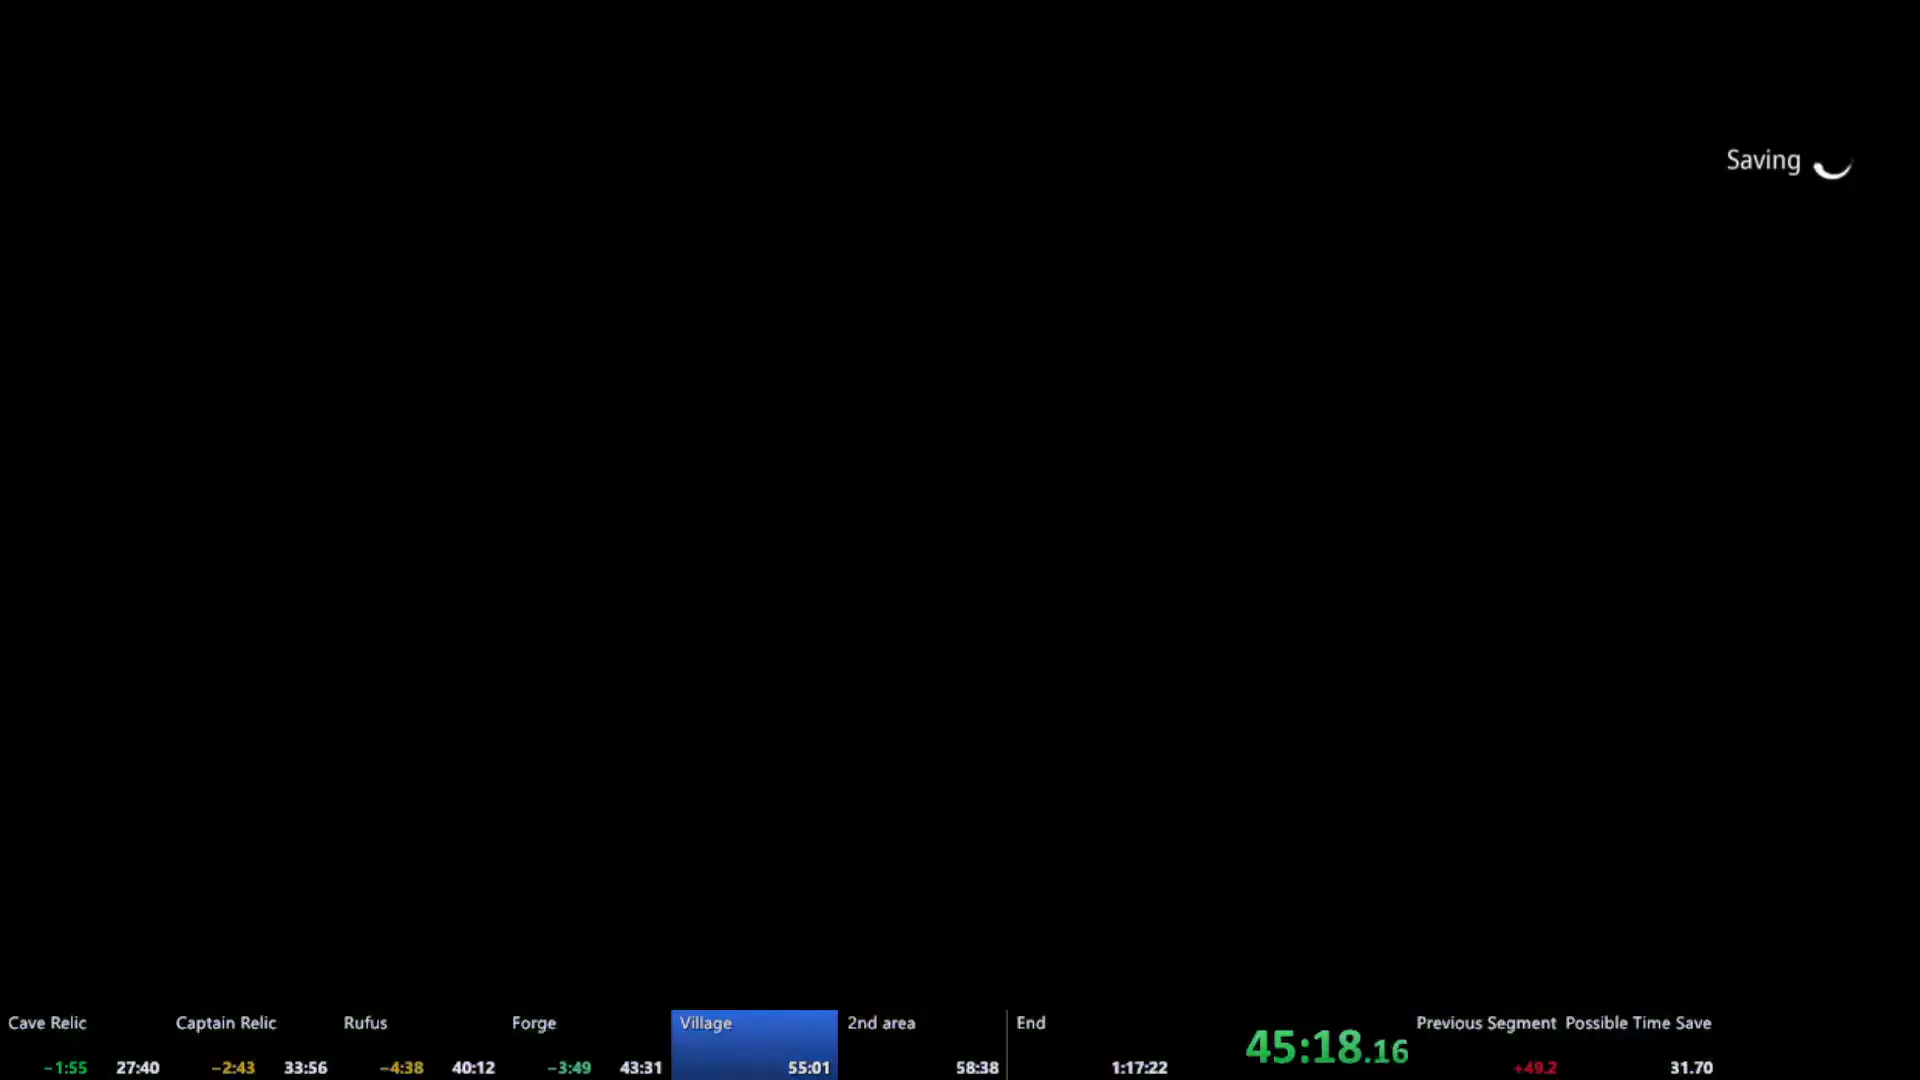 Saving
Cave Relic Captain Relic Rufus Forge Village 2nd area End Previous Segment Possible Time Save
−1:55 27:40 −2:43 33:56 −4:38 40:12 −3:49 43:31 55:01 58:38 1:17:22 45:18.16 +49.2 31.70